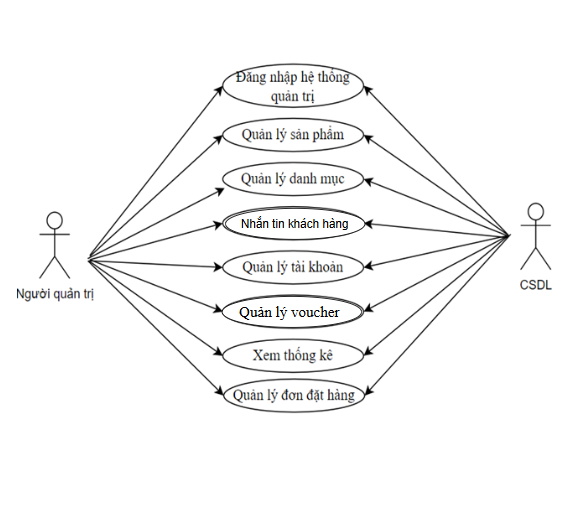 Đăng nhập hệ thống
quản trị
Quản lý sản phẩm
Quản lý danh mục
Nhắn tin khách hàng
Quản lý tài khoản
Quản lý voucher
Xem thống kê
Quản lý đơn đặt hàng
Người quản trị
CSDL